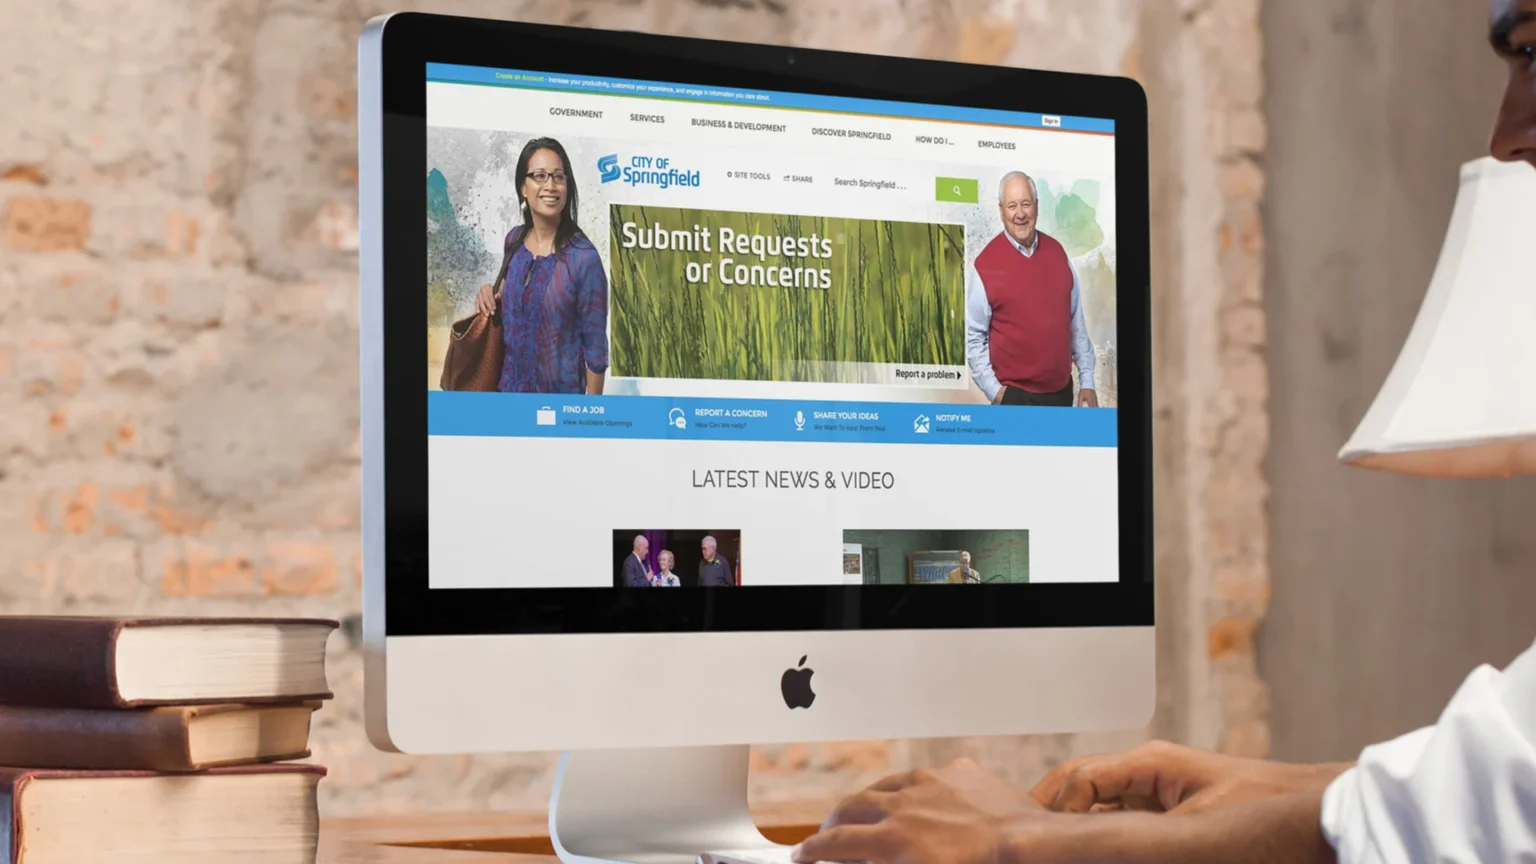 Create an Account - Increase your productivity, customize your experience, and engage in information you care about.
Sign in
GOVERNMENT SERVICES BUSINESS & DEVELOPMENT DISCOVER SPRINGFIELD HOW DO I ... EMPLOYEES
CITY OF
Springfield
SITE TOOLS SHARE Search Springfield . . .
Submit Requests
or Concerns
Report a problem
FIND A JOB
View Available Openings
REPORT A CONCERN
How Can We Help?
SHARE YOUR IDEAS
We Want To Hear From You!
NOTIFY ME
Receive E-mail Updates
LATEST NEWS & VIDEO